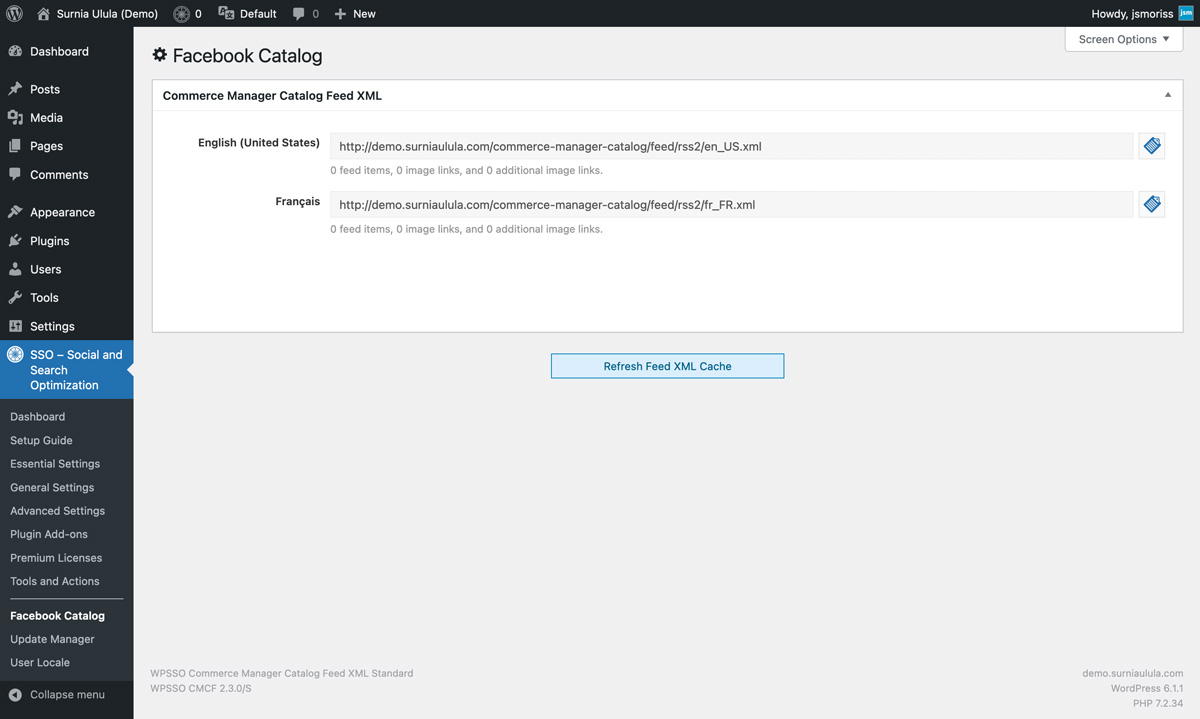 Surnia Ulula (Demo) 0 Default 0 New Howdy, jsmoriss jsm
Screen Options
Dashboard
Posts
Media
Pages
Comments
Appearance
Plugins
Users
Tools
Settings
SSO – Social and
Search
Optimization
Dashboard
Setup Guide
Essential Settings
General Settings
Advanced Settings
Plugin Add-ons
Premium Licenses
Tools and Actions
Facebook Catalog
Update Manager
User Locale
Collapse menu
Facebook Catalog
Commerce Manager Catalog Feed XML
English (United States) http://demo.surniaulula.com/commerce-manager-catalog/feed/rss2/en_US.xml
0 feed items, 0 image links, and 0 additional image links.
Français http://demo.surniaulula.com/commerce-manager-catalog/feed/rss2/fr_FR.xml
0 feed items, 0 image links, and 0 additional image links.
Refresh Feed XML Cache
WPSSO Commerce Manager Catalog Feed XML Standard
WPSSO CMCF 2.3.0/S
demo.surniaulula.com
WordPress 6.1.1
PHP 7.2.34